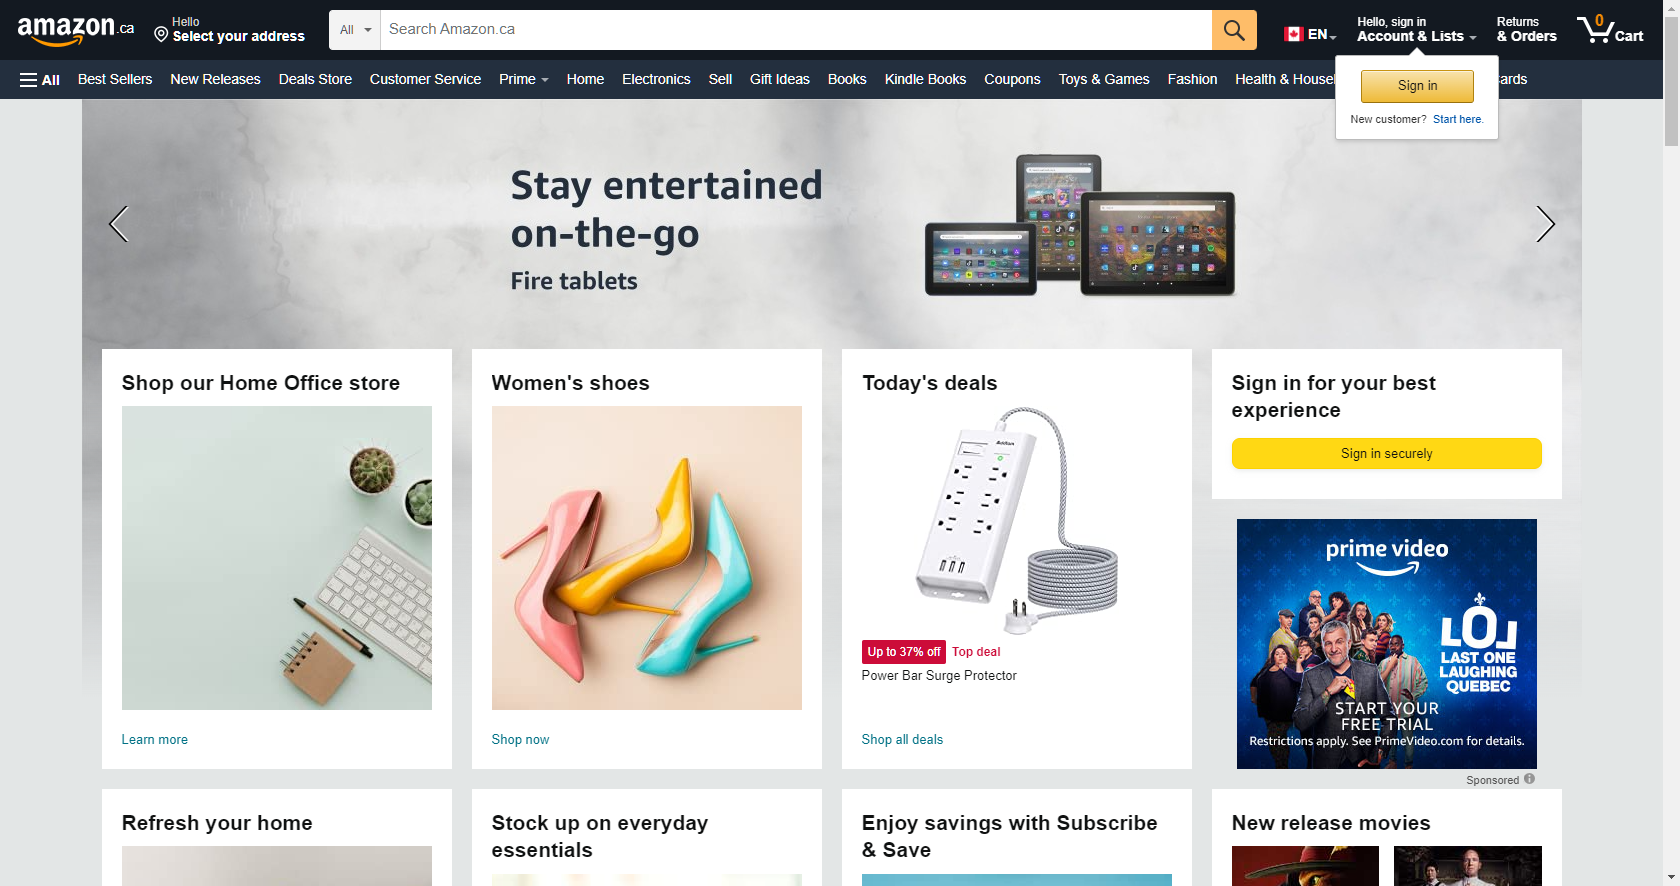 amazon.ca
Hello
Select your address
All
Search Amazon.ca
EN
Hello, sign in
Account & Lists
Returns
& Orders
0
Cart
All
Best Sellers
New Releases
Deals Store
Customer Service
Prime
Home
Electronics
Sell
Gift Ideas
Books
Kindle Books
Coupons
Toys & Games
Fashion
Health &
Sign in
New customer? Start here.
Stay entertained
on-the-go
Fire tablets
Shop our Home Office store
Learn more
Women's shoes
Shop now
Today's deals
Up to 37% off
Top deal
Power Bar Surge Protector
Shop all deals
Sign in for your best
experience
Sign in securely
prime video
LOL
LAST ONE
LAUGHING
QUEBEC
START YOUR
FREE TRIAL
Restrictions apply. See PrimeVideo.com for details.
Sponsored
Refresh your home
Stock up on everyday
essentials
Enjoy savings with Subscribe
& Save
New release movies